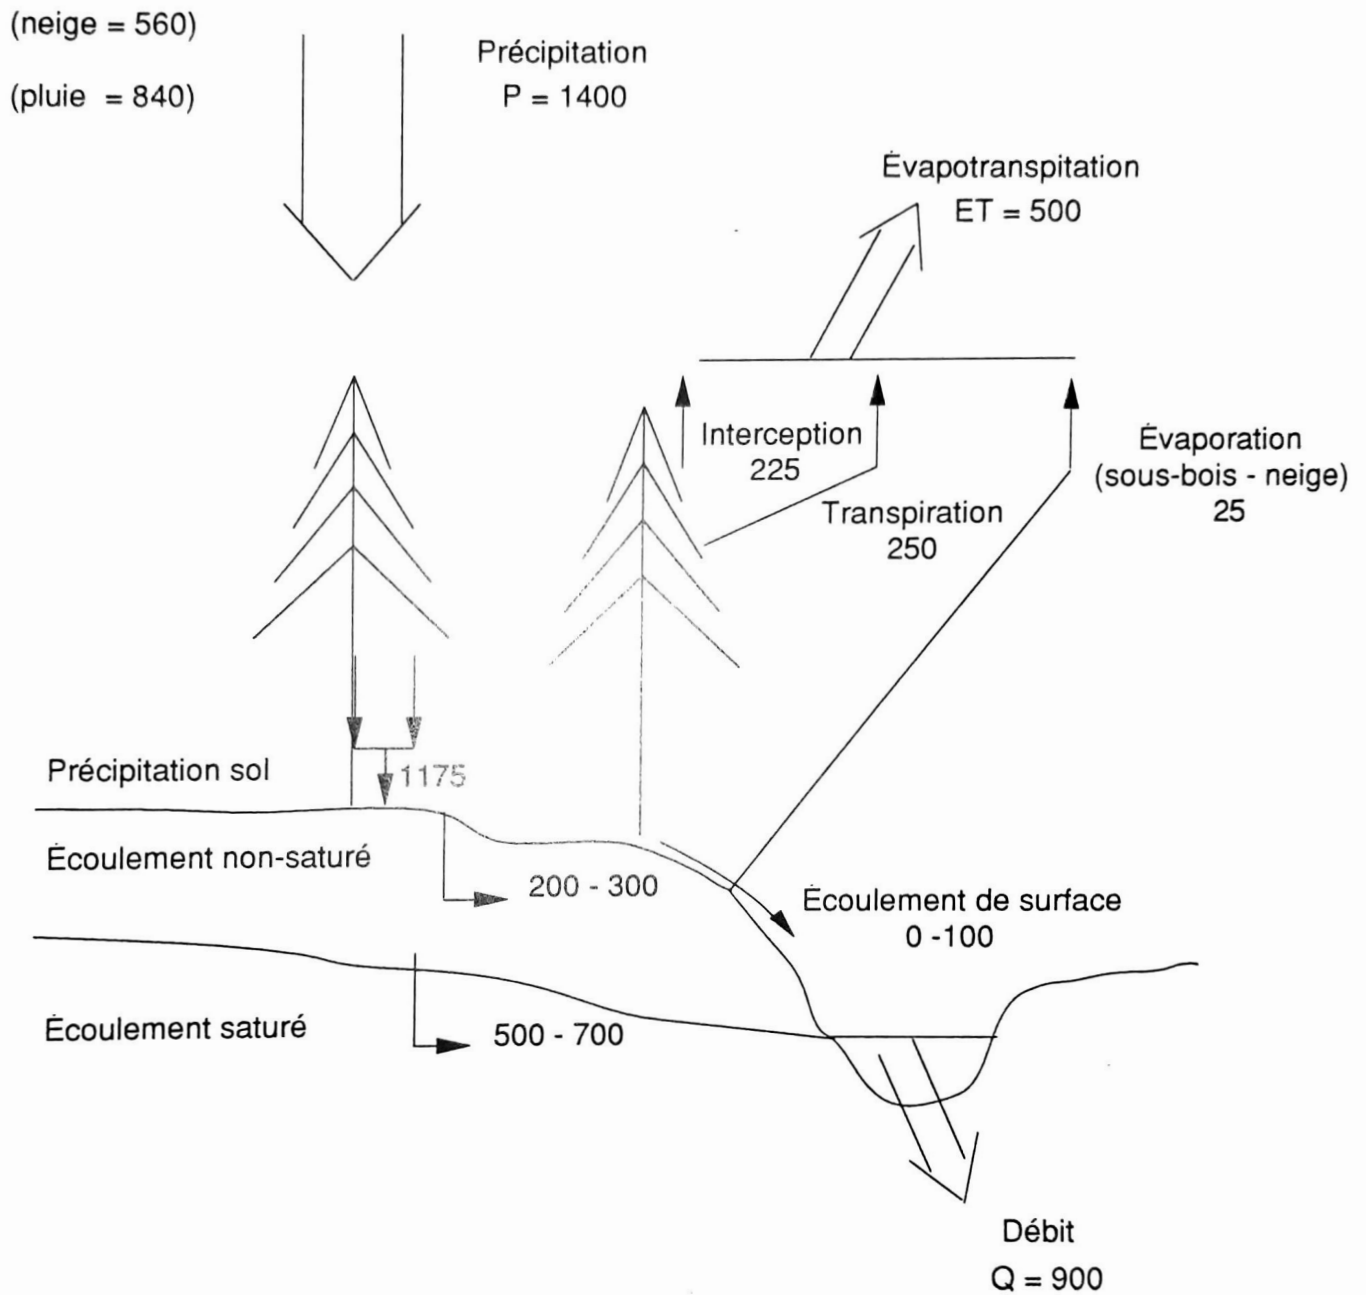 (neige = 560)
(pluie = 840)
Précipitation
P = 1400
Évapotranspitation
ET = 500
Interception
225
Transpiration
250
Évaporation
(sous-bois - neige)
25
Précipitation sol
1175
Écoulement non-saturé
200 - 300
Écoulement de surface
0 -100
Écoulement saturé
500 - 700
Débit
Q = 900